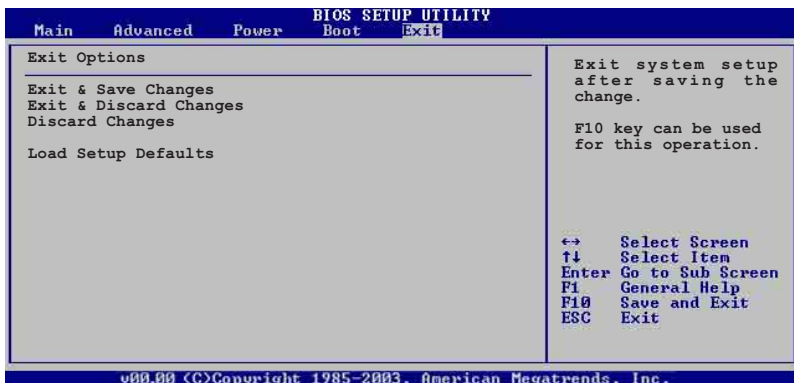 BIOS SETUP UTILITY
Main Advanced Power Boot Exit
Exit Options
Exit & Save Changes
Exit & Discard Changes
Discard Changes
Load Setup Defaults
Exit system setup
after saving the
change.
F10 key can be used
for this operation.
↔ Select Screen
↑↓ Select Item
Enter Go to Sub Screen
F1 General Help
F10 Save and Exit
ESC Exit
v00.00 (C)Copyright 1985-2003, American Megatrends, Inc.